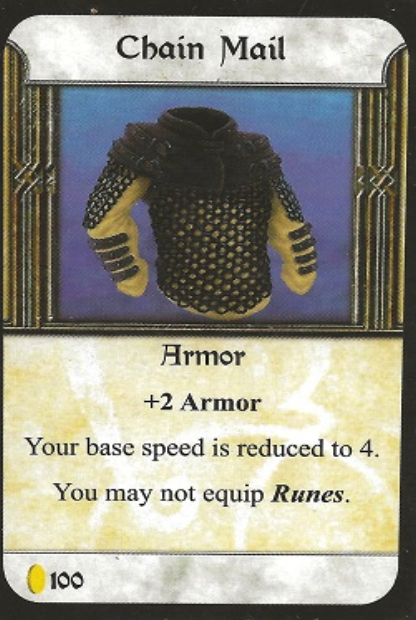 Chain Mail
Armor
+2 Armor
Your base speed is reduced to 4.
You may not equip Runes.
100